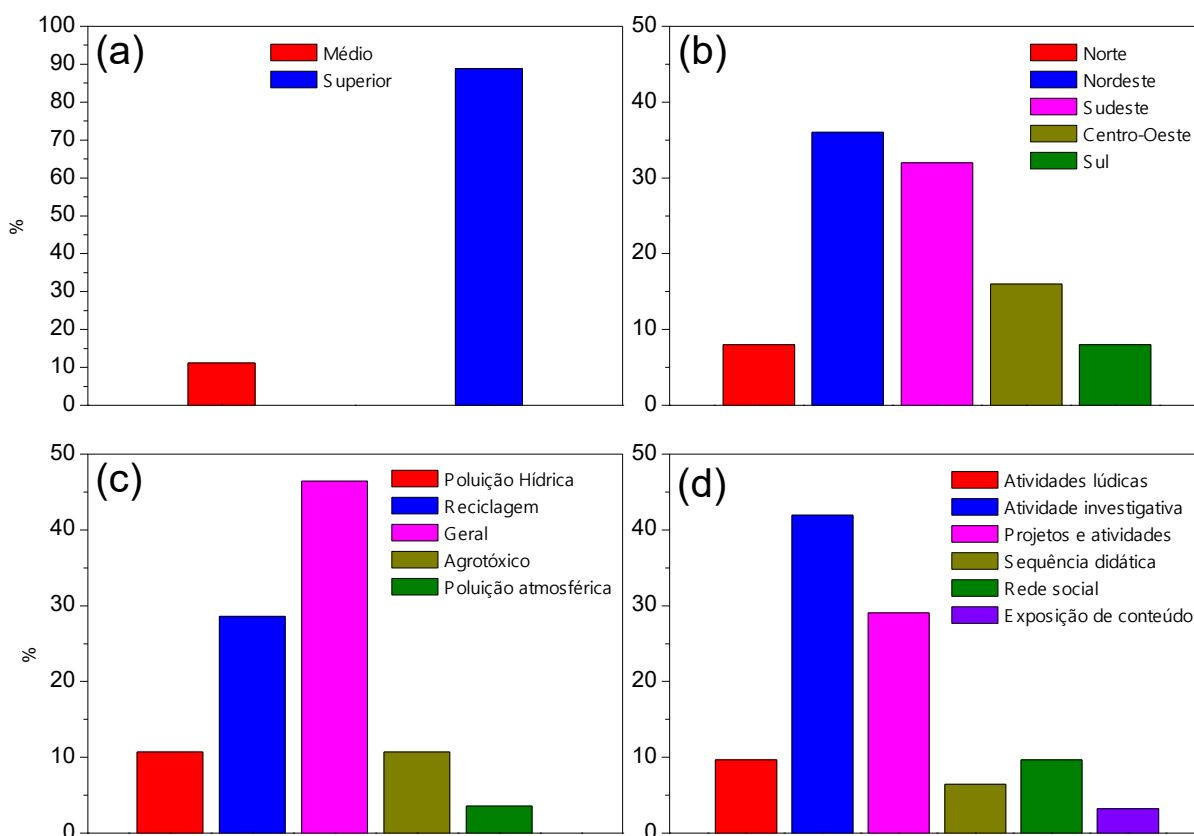 (a)
Médio
Superior
100
90
80
70
60
50
40
30
20
10
0
%
(b)
Norte
Nordeste
Sudeste
Centro-Oeste
Sul
50
40
30
20
10
0
(c)
Poluição Hídrica
Reciclagem
Geral
Agrotóxico
Poluição atmosférica
50
40
30
20
10
0
%
(d)
Atividades lúdicas
Atividade investigativa
Projetos e atividades
Sequência didática
Rede social
Exposição de conteúdo
50
40
30
20
10
0